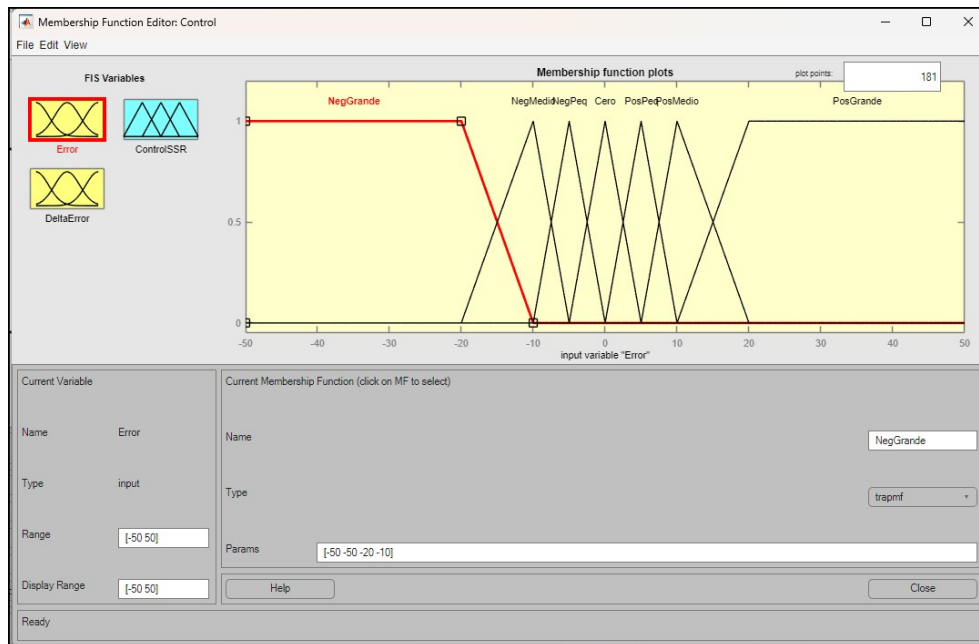 Membership Function Editor: Control
File Edit View
FIS Variables
Error
ControlSSR
DeltaError
Membership function plots
plot points:
181
NegGrande
NegMedio
NegPeq
Cero
PosPeq
PosMedio
PosGrande
1
0.5
0
-50 -40 -30 -20 -10 0 10 20 30 40 50
input variable "Error"
Current Variable
Name
Error
Type
input
Range
[-50 50]
Display Range
[-50 50]
Current Membership Function (click on MF to select)
Name
NegGrande
Type
trapmf
Params
[-50 -50 -20 -10]
Help
Close
Ready